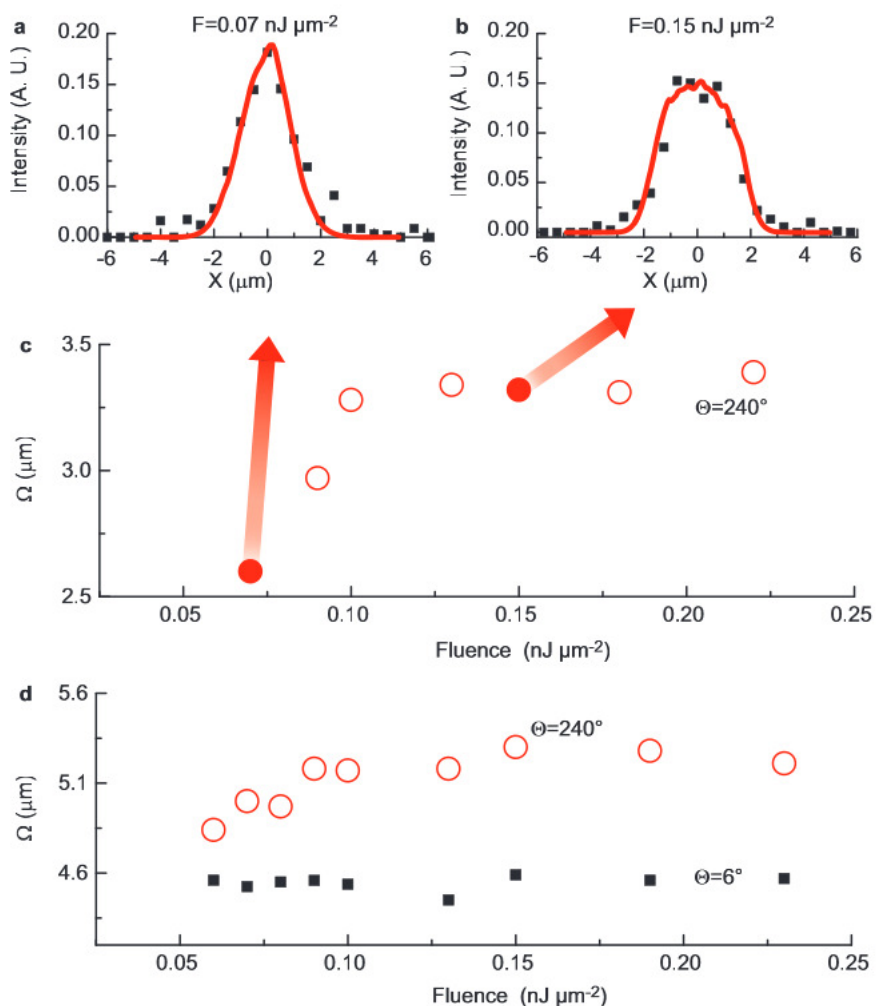 a
F=0.07 nJ μm-2
Intensity (A. U.)
0.20
0.15
0.10
0.05
0.00
-6 -4 -2 0 2 4 6
X (μm)
b
F=0.15 nJ μm-2
Intensity (A. U.)
0.20
0.15
0.10
0.05
0.00
-6 -4 -2 0 2 4 6
X (μm)
c
Ω (μm)
3.5
3.0
2.5
Θ=240°
0.05 0.10 0.15 0.20 0.25
Fluence (nJ μm-2)
d
Ω (μm)
5.6
5.1
4.6
Θ=240°
Θ=6°
0.05 0.10 0.15 0.20 0.25
Fluence (nJ μm-2)